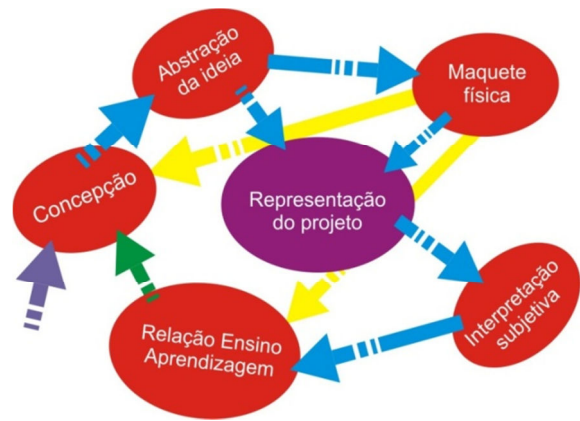 Abstração
da ideia
Maquete
física
Concepção
Representação
do projeto
Interpretação
subjetiva
Relação Ensino
Aprendizagem